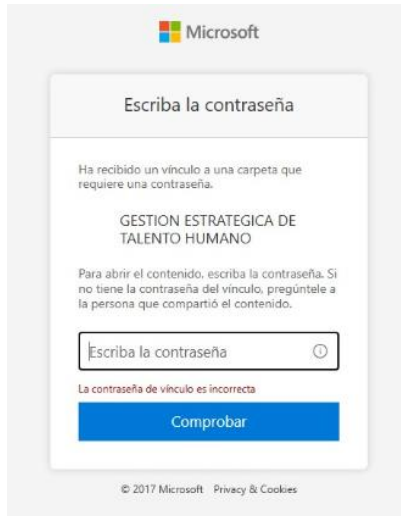 Microsoft
Escriba la contraseña
Ha recibido un vínculo a una carpeta que
requiere una contraseña.
GESTION ESTRATEGICA DE
TALENTO HUMANO
Para abrir el contenido, escriba la contraseña. Si
no tiene la contraseña del vínculo, pregúntele a
la persona que compartió el contenido.
Escriba la contraseña
La contraseña de vínculo es incorrecta
Comprobar
© 2017 Microsoft Privacy & Cookies